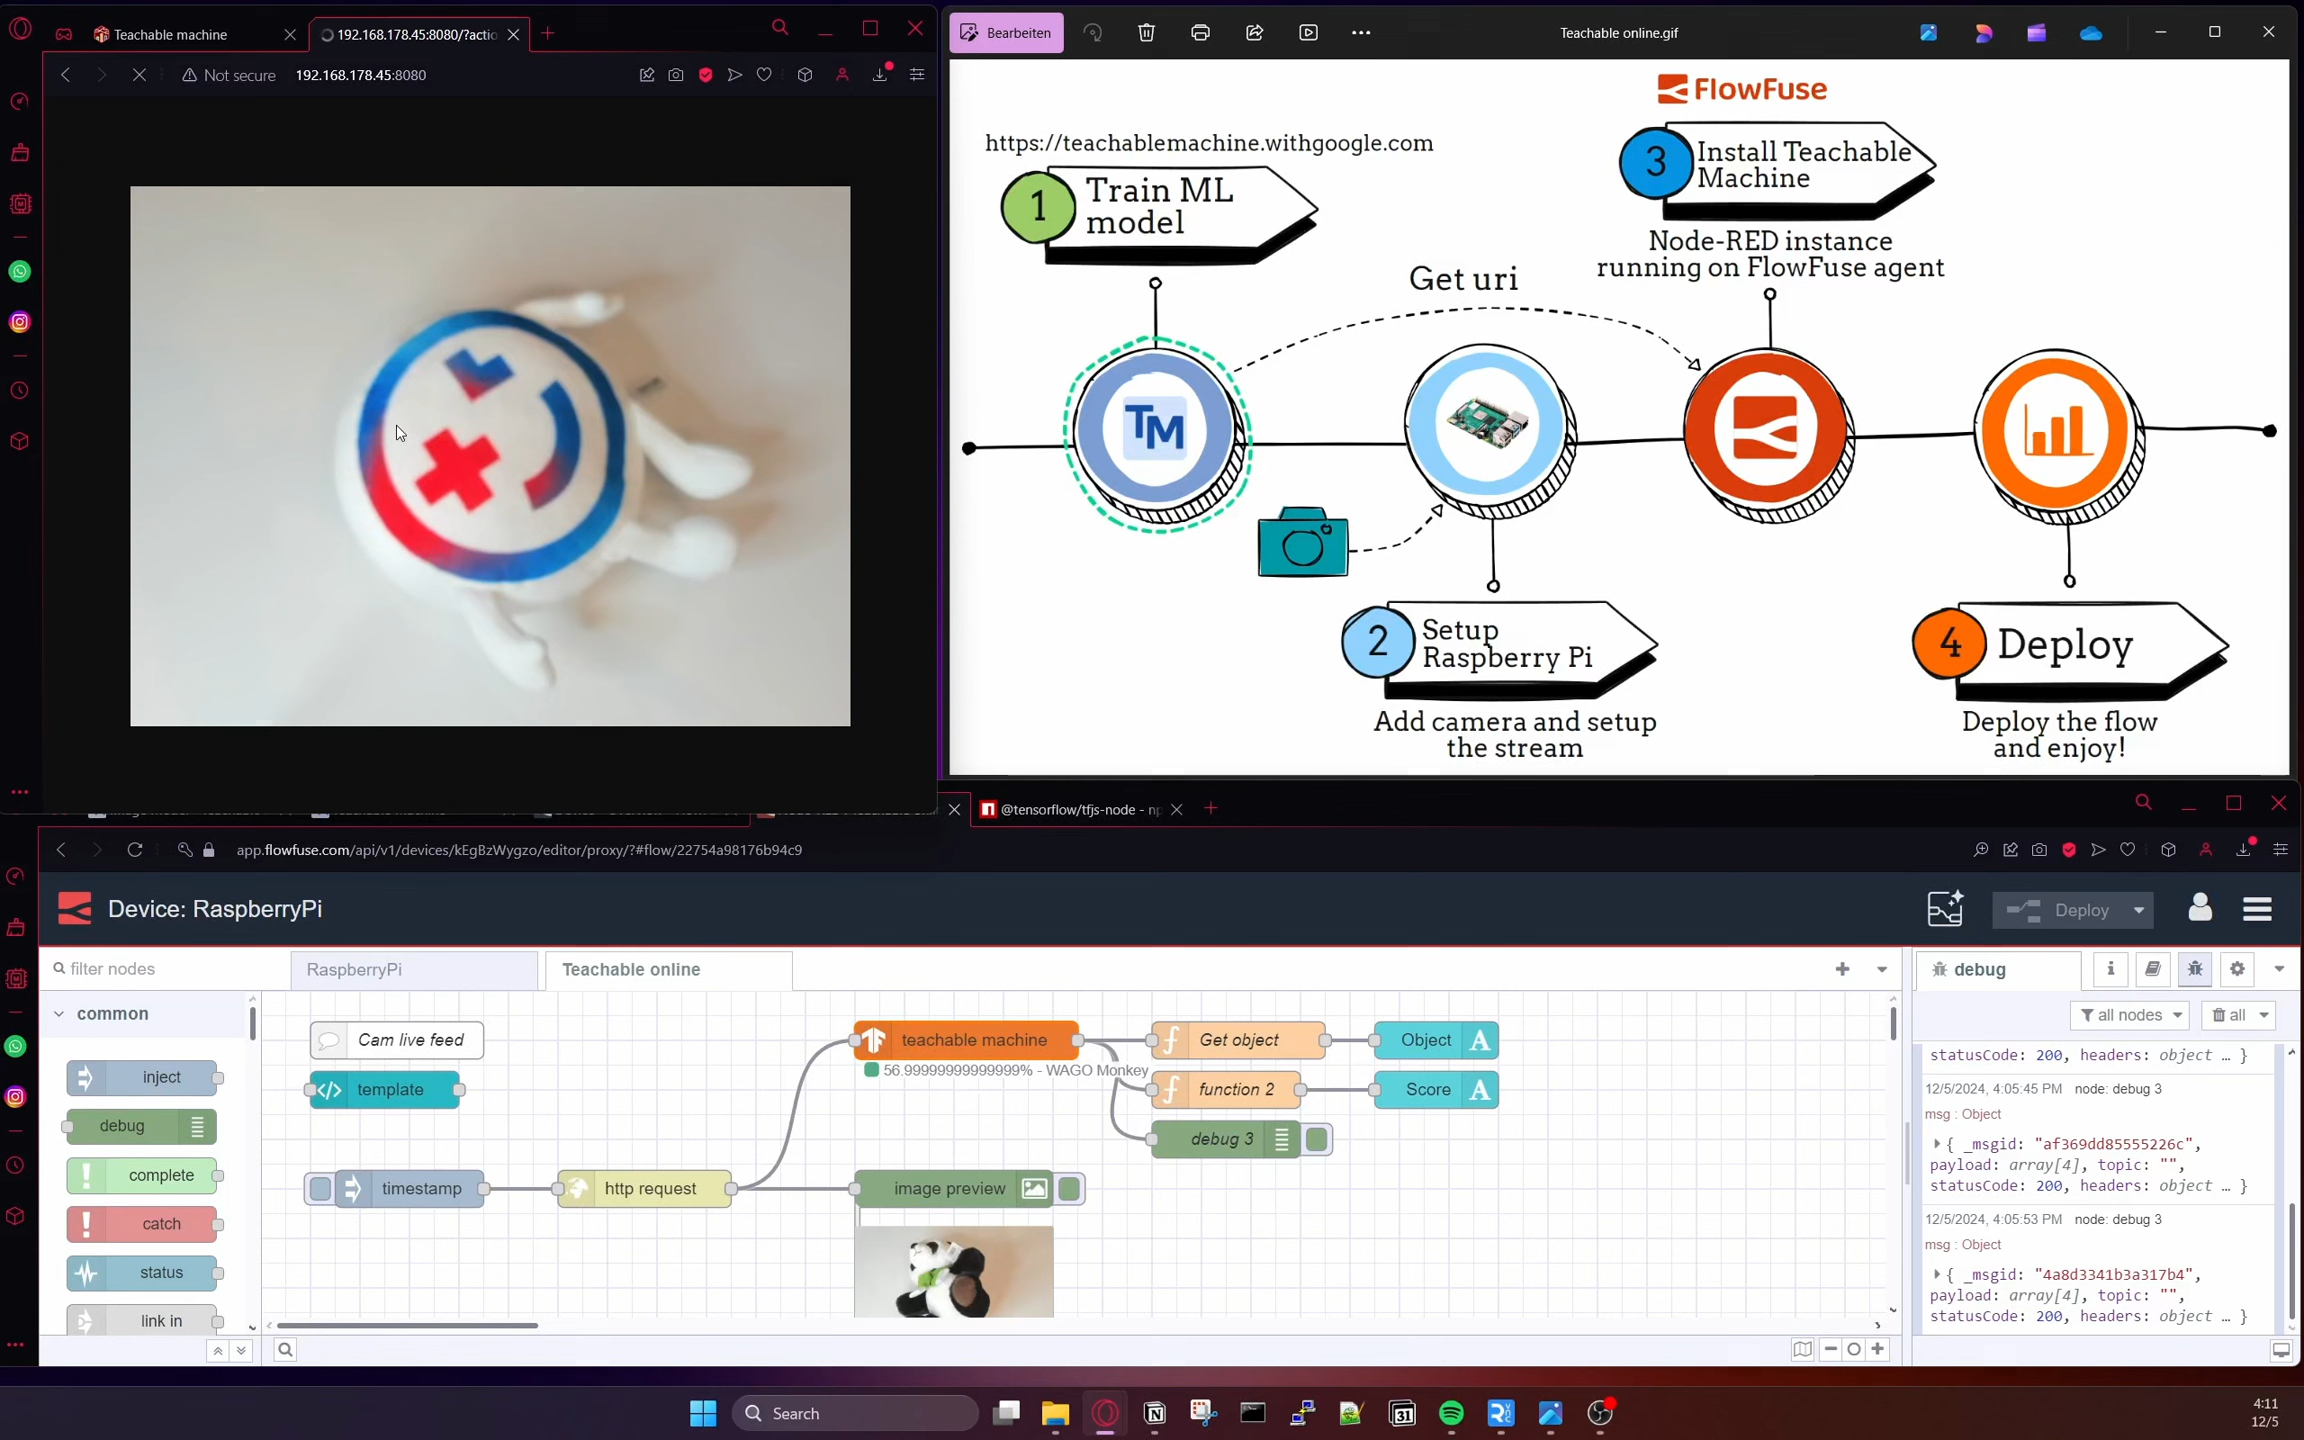 Teachable machine
192.168.178.45:8080/?actio
Not secure
192.168.178.45:8080
Bearbeiten
Teachable online.gif
FlowFuse
https://teachablemachine.withgoogle.com
1
Train ML
model
3
Install Teachable
Machine
Node-RED instance
running on FlowFuse agent
Get uri
TM
2
Setup
Raspberry Pi
Add camera and setup
the stream
4
Deploy
Deploy the flow
and enjoy!
@tensorflow/tfjs-node - np
app.flowfuse.com/api/v1/devices/kEgBzWygzo/editor/proxy/?#flow/22754a98176b94c9
Device: RaspberryPi
Deploy
filter nodes
RaspberryPi
Teachable online
debug
common
all nodes
all
inject
debug
complete
catch
status
link in
Cam live feed
template
teachable machine
56.99999999999999% - WAGO Monkey
Get object
Object
function 2
Score
debug 3
timestamp
http request
image preview
statusCode: 200, headers: object … }
12/5/2024, 4:05:45 PM node: debug 3
msg : Object
{ _msgid: "af369dd85555226c",
payload: array[4], topic: "",
statusCode: 200, headers: object … }
12/5/2024, 4:05:53 PM node: debug 3
msg : Object
{ _msgid: "4a8d3341b3a317b4",
payload: array[4], topic: "",
statusCode: 200, headers: object … }
Search
31
4:11
12/5